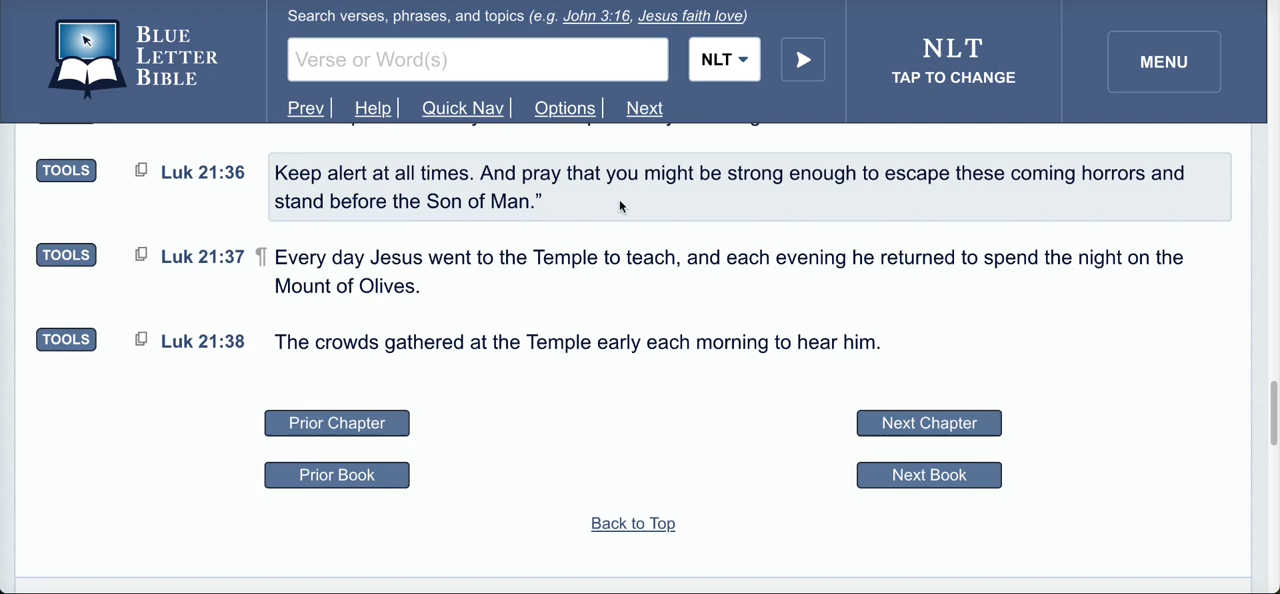 Search verses, phrases, and topics (e.g. John 3:16, Jesus faith love)
BLUE
LETTER
BIBLE
Verse or Word(s)
NLT
NLT
TAP TO CHANGE
MENU
Prev | Help | Quick Nav | Options | Next
TOOLS Luk 21:36 Keep alert at all times. And pray that you might be strong enough to escape these coming horrors and
stand before the Son of Man.”
TOOLS Luk 21:37 ¶ Every day Jesus went to the Temple to teach, and each evening he returned to spend the night on the
Mount of Olives.
TOOLS Luk 21:38 The crowds gathered at the Temple early each morning to hear him.
Prior Chapter
Next Chapter
Prior Book
Next Book
Back to Top